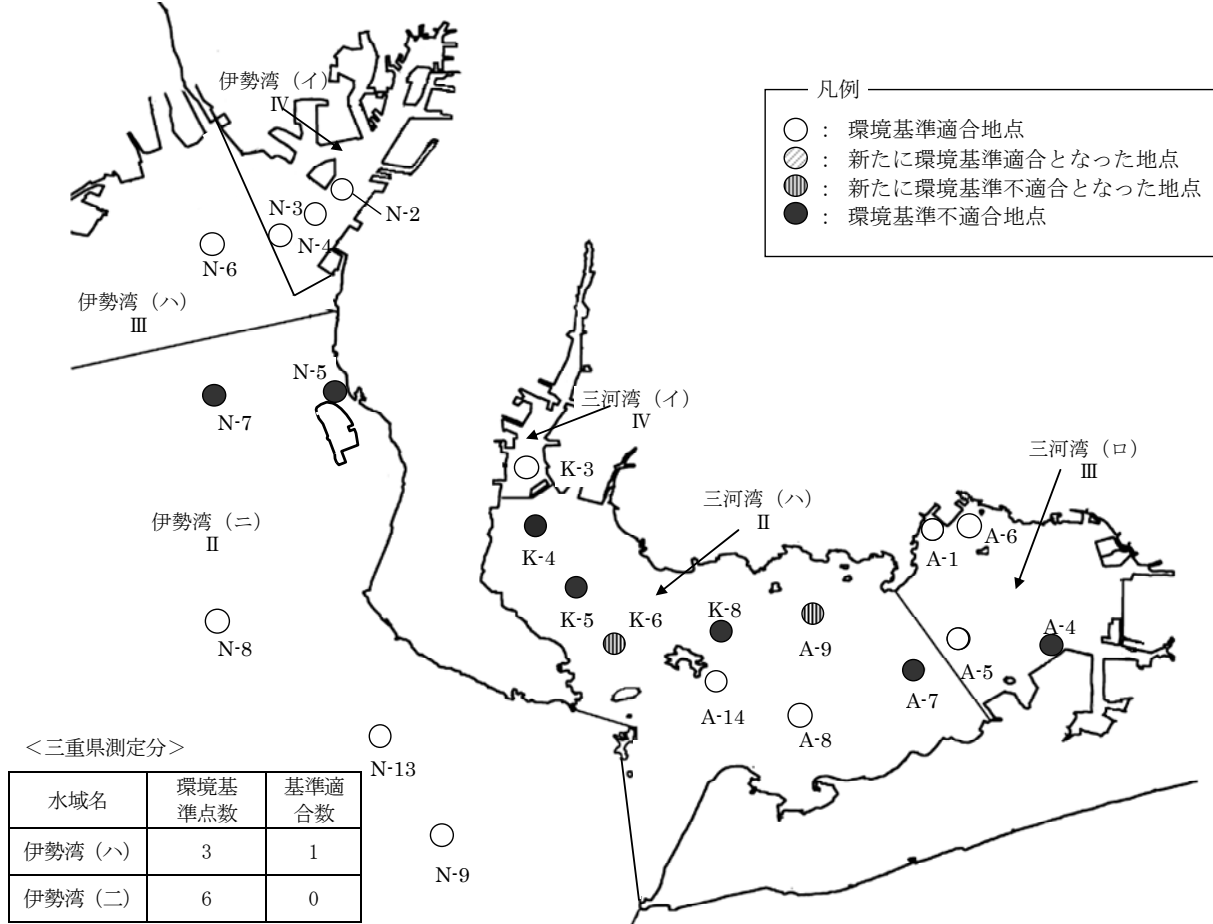 伊勢湾（イ）
Ⅳ
凡例
○ ： 環境基準適合地点
： 新たに環境基準適合となった地点
： 新たに環境基準不適合となった地点
● ： 環境基準不適合地点
N-2
N-3
N-4
N-6
伊勢湾（ハ）
Ⅲ
N-5
N-7
三河湾（イ）
Ⅳ
K-3
三河湾（ロ）
Ⅲ
三河湾（ハ）
Ⅱ
伊勢湾（ニ）
Ⅱ
K-4
A-1
A-6
K-5
K-6
K-8
A-9
A-4
A-5
A-7
N-8
A-14
A-8
N-13
N-9
＜三重県測定分＞
水域名
環境基
準点数
基準適
合数
伊勢湾（ハ） 3 1
伊勢湾（二） 6 0